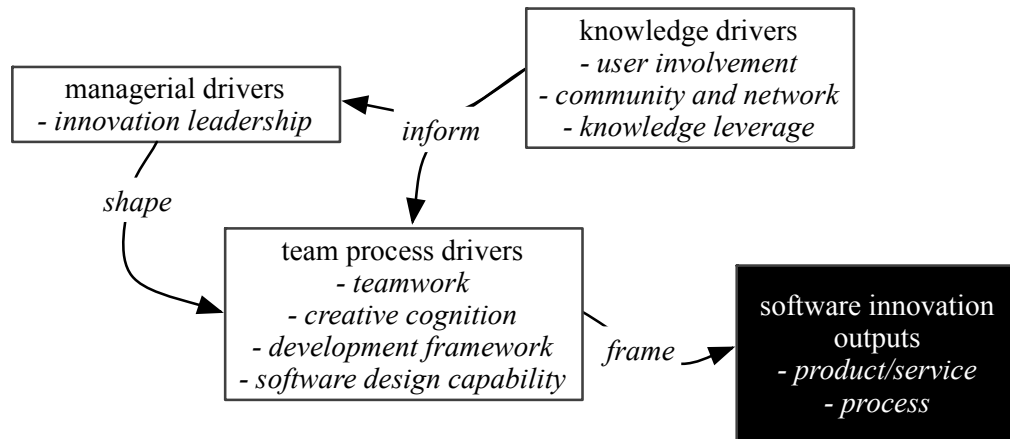 knowledge drivers
- user involvement
- community and network
- knowledge leverage
managerial drivers
- innovation leadership
inform
shape
team process drivers
- teamwork
- creative cognition
- development framework
- software design capability
frame
software innovation
outputs
- product/service
- process